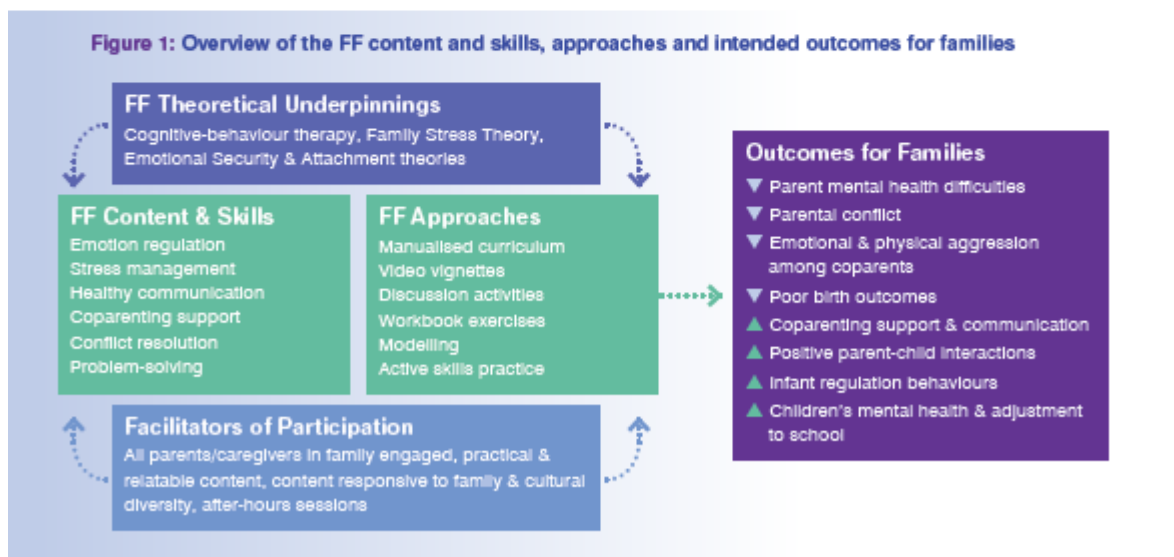 Figure 1: Overview of the FF content and skills, approaches and intended outcomes for families
FF Theoretical Underpinnings
Cognitive-behaviour therapy, Family Stress Theory,
Emotional Security & Attachment theories
FF Content & Skills
Emotion regulation
Stress management
Healthy communication
Coparenting support
Conflict resolution
Problem-solving
FF Approaches
Manualised curriculum
Video vignettes
Discussion activities
Workbook exercises
Modelling
Active skills practice
Facilitators of Participation
All parents/caregivers in family engaged, practical &
relatable content, content responsive to family & cultural
diversity, after-hours sessions
Outcomes for Families
▼ Parent mental health difficulties
▼ Parental conflict
▼ Emotional & physical aggression
among coparents
▼ Poor birth outcomes
▲ Coparenting support & communication
▲ Positive parent-child interactions
▲ Infant regulation behaviours
▲ Children's mental health & adjustment
to school